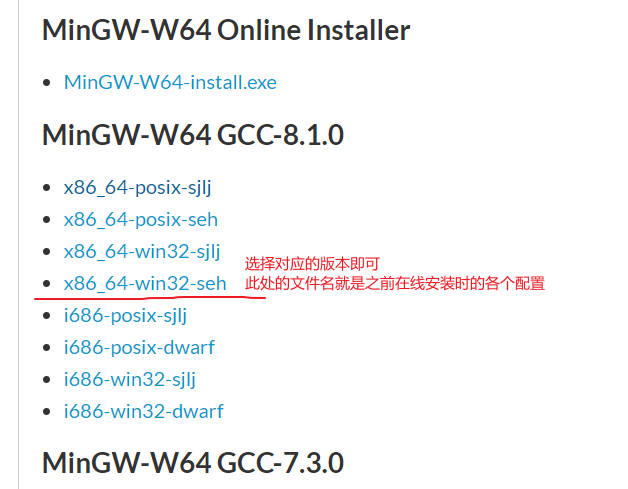 MinGW-W64 Online Installer
MinGW-W64-install.exe
MinGW-W64 GCC-8.1.0
x86_64-posix-sjlj
x86_64-posix-seh
x86_64-win32-sjlj
x86_64-win32-seh
选择对应的版本即可
此处的文件名就是之前在线安装时的各个配置
i686-posix-sjlj
i686-posix-dwarf
i686-win32-sjlj
i686-win32-dwarf
MinGW-W64 GCC-7.3.0